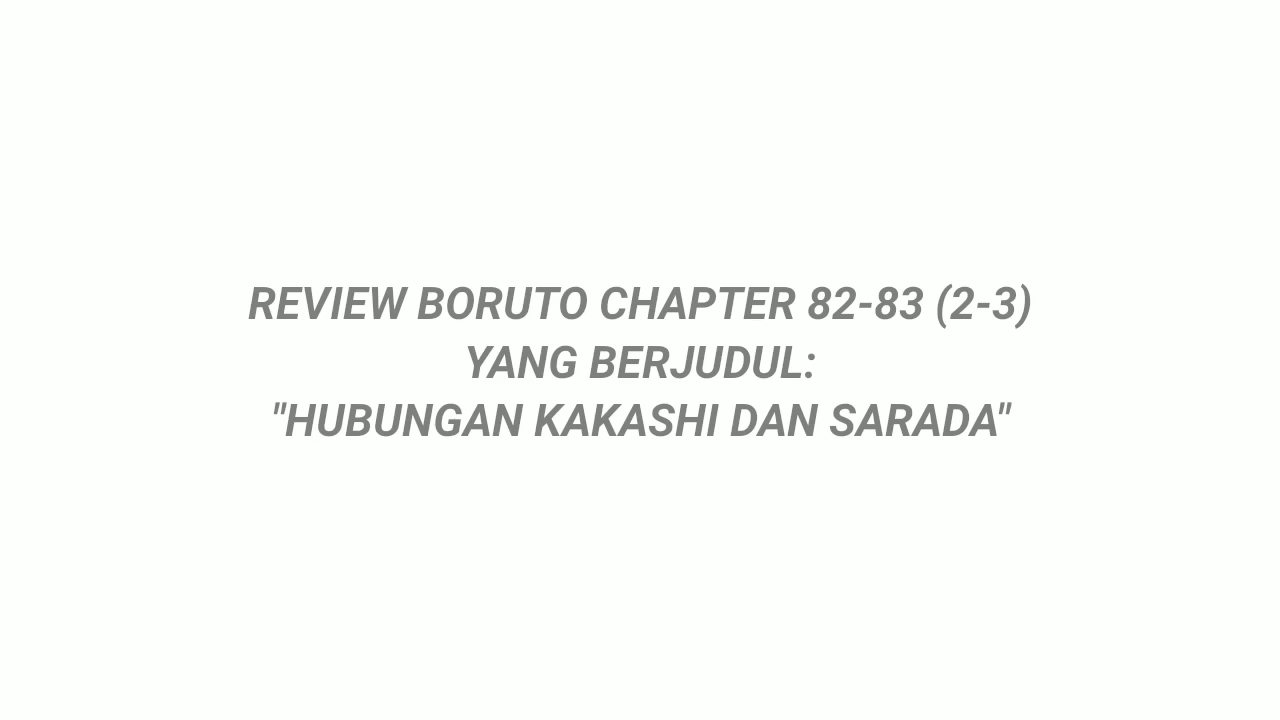 REVIEW BORUTO CHAPTER 82-83 (2-3)
YANG BERJUDUL:
"HUBUNGAN KAKASHI DAN SARADA"